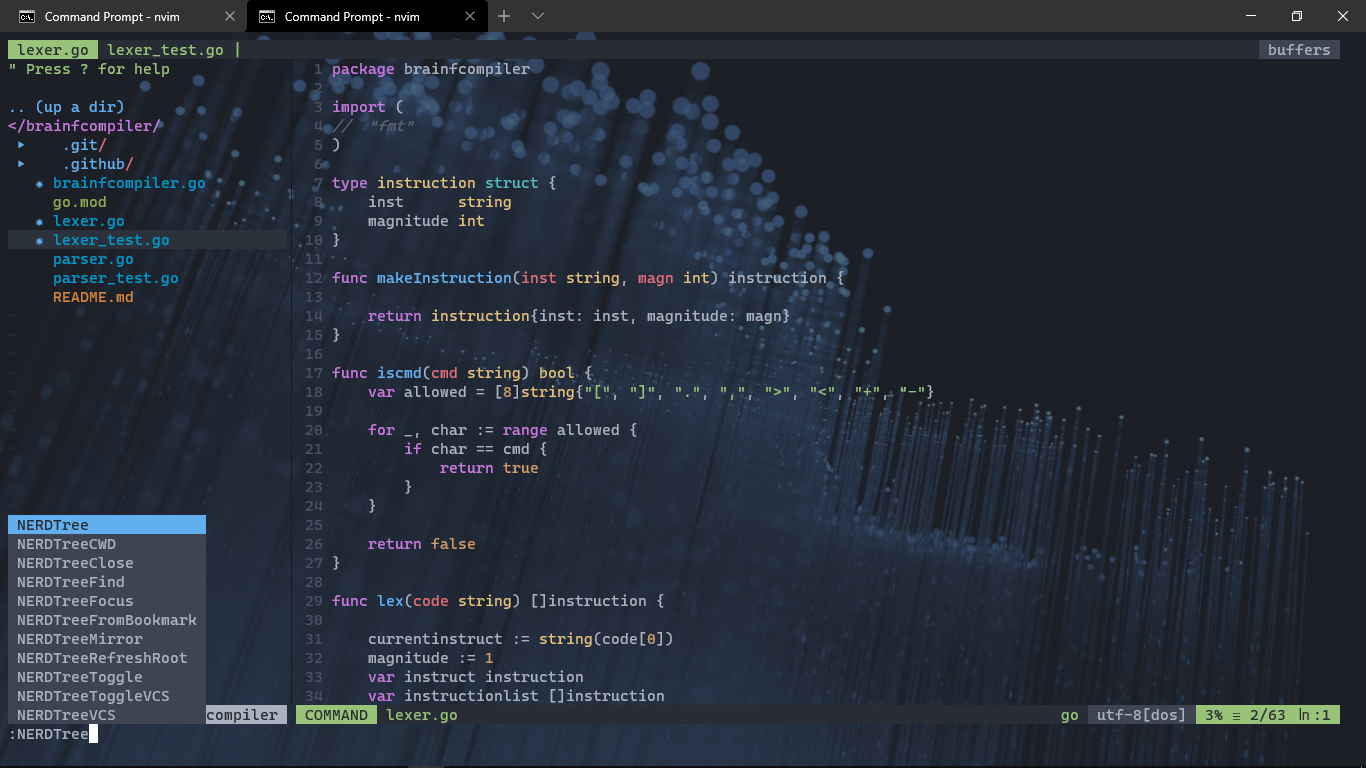 Command Prompt - nvim
Command Prompt - nvim
lexer.go lexer_test.go | buffers
" Press ? for help
.. (up a dir)
</brainfcompiler/
.git/
.github/
brainfcompiler.go
go.mod
lexer.go
lexer_test.go
parser.go
parser_test.go
README.md
~
~
~
~
~
~
~
~
NERDTree
NERDTreeCWD
NERDTreeClose
NERDTreeFind
NERDTreeFocus
NERDTreeFromBookmark
NERDTreeMirror
NERDTreeRefreshRoot
NERDTreeToggle
NERDTreeToggleVCS
NERDTreeVCS compiler
1 package brainfcompiler
2
3 import (
4 //  "fmt"
5 )
6
7 type instruction struct {
8     inst      string
9     magnitude int
10 }
11
12 func makeInstruction(inst string, magn int) instruction {
13
14     return instruction{inst: inst, magnitude: magn}
15 }
16
17 func iscmd(cmd string) bool {
18     var allowed = [8]string{"[", "]", ".", ",", ">", "<", "+", "-"}
19
20     for _, char := range allowed {
21         if char == cmd {
22             return true
23         }
24     }
25
26     return false
27 }
28
29 func lex(code string) []instruction {
30
31     currentinstruct := string(code[0])
32     magnitude := 1
33     var instruct instruction
34     var instructionlist []instruction
COMMAND lexer.go go utf-8[dos] 3% ≡ 2/63 ln:1
:NERDTree